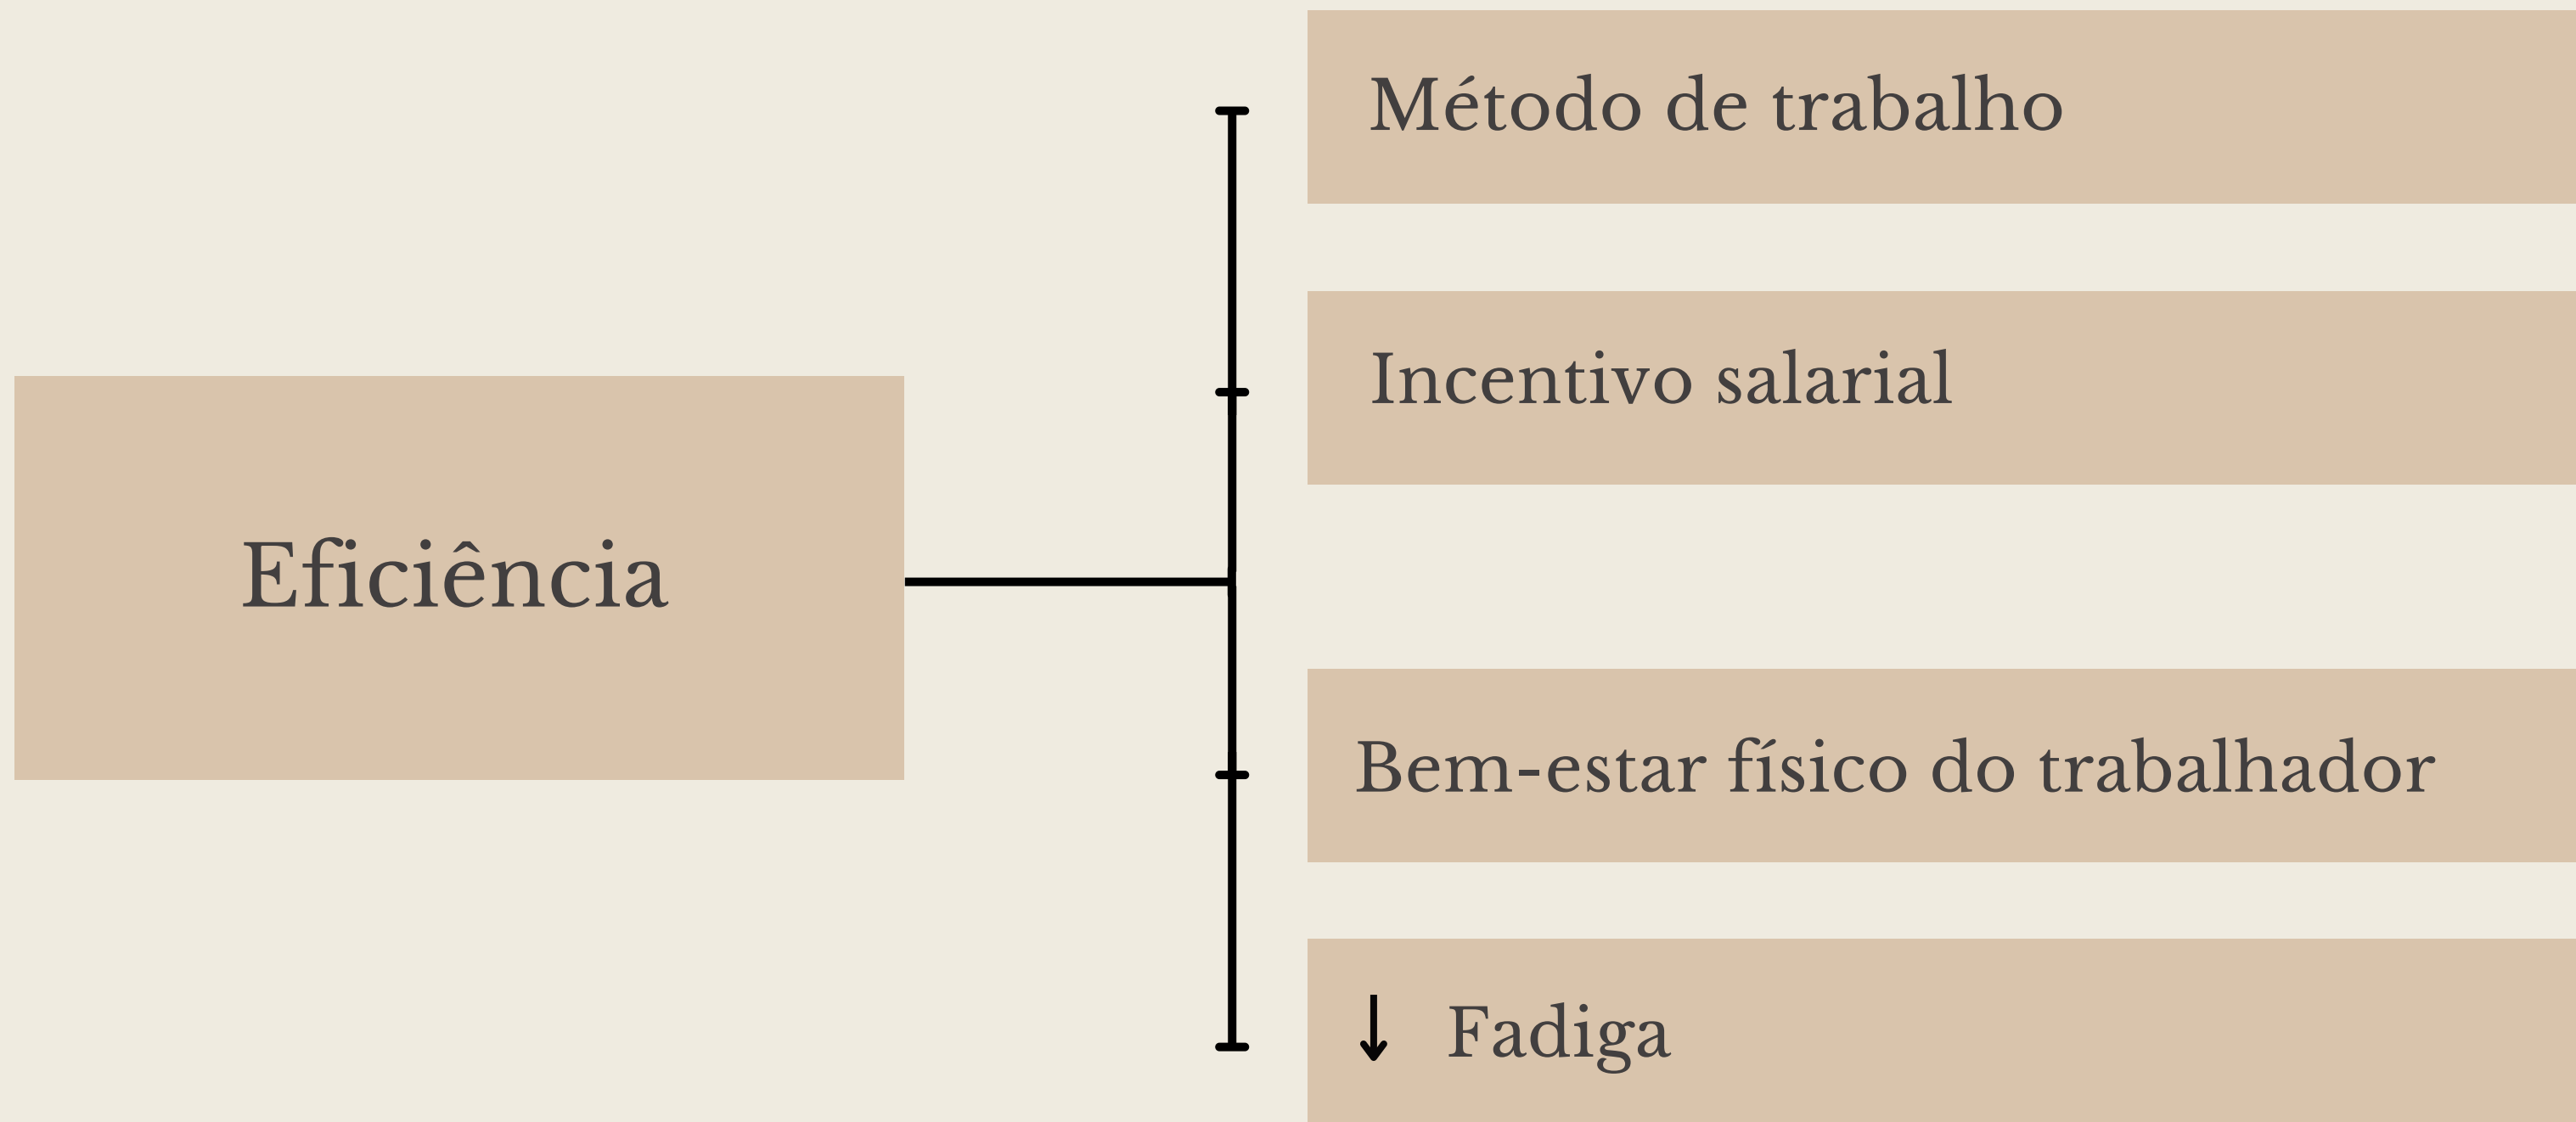 Método de trabalho
Incentivo salarial
Eficiência
Bem-estar físico do trabalhador
↓ Fadiga